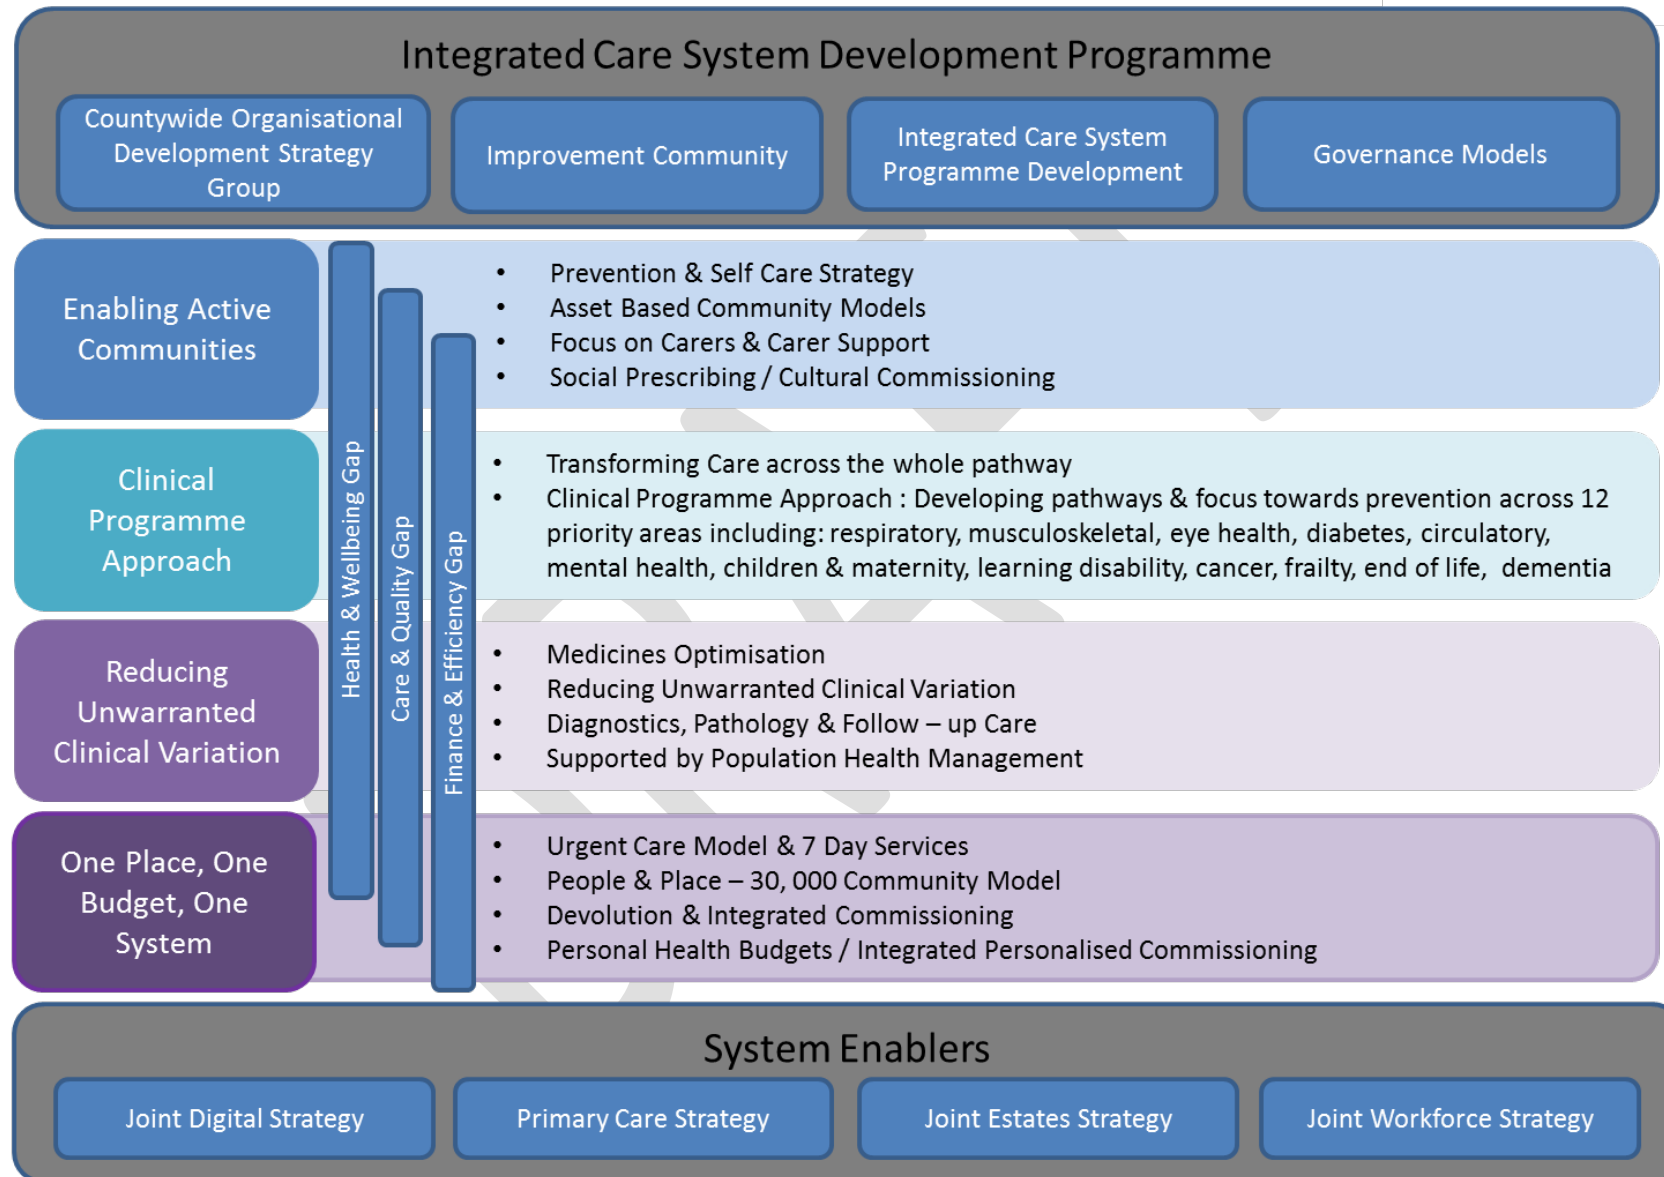 Integrated Care System Development Programme
Countywide Organisational
Development Strategy
Group
Improvement Community
Integrated Care System
Programme Development
Governance Models
Enabling Active
Communities
• Prevention & Self Care Strategy
• Asset Based Community Models
• Focus on Carers & Carer Support
• Social Prescribing / Cultural Commissioning
Health & Wellbeing Gap
Care & Quality Gap
Finance & Efficiency Gap
Clinical
Programme
Approach
• Transforming Care across the whole pathway
• Clinical Programme Approach : Developing pathways & focus towards prevention across 12
priority areas including: respiratory, musculoskeletal, eye health, diabetes, circulatory,
mental health, children & maternity, learning disability, cancer, frailty, end of life, dementia
Reducing
Unwarranted
Clinical Variation
• Medicines Optimisation
• Reducing Unwarranted Clinical Variation
• Diagnostics, Pathology & Follow – up Care
• Supported by Population Health Management
One Place, One
Budget, One
System
• Urgent Care Model & 7 Day Services
• People & Place – 30, 000 Community Model
• Devolution & Integrated Commissioning
• Personal Health Budgets / Integrated Personalised Commissioning
System Enablers
Joint Digital Strategy
Primary Care Strategy
Joint Estates Strategy
Joint Workforce Strategy